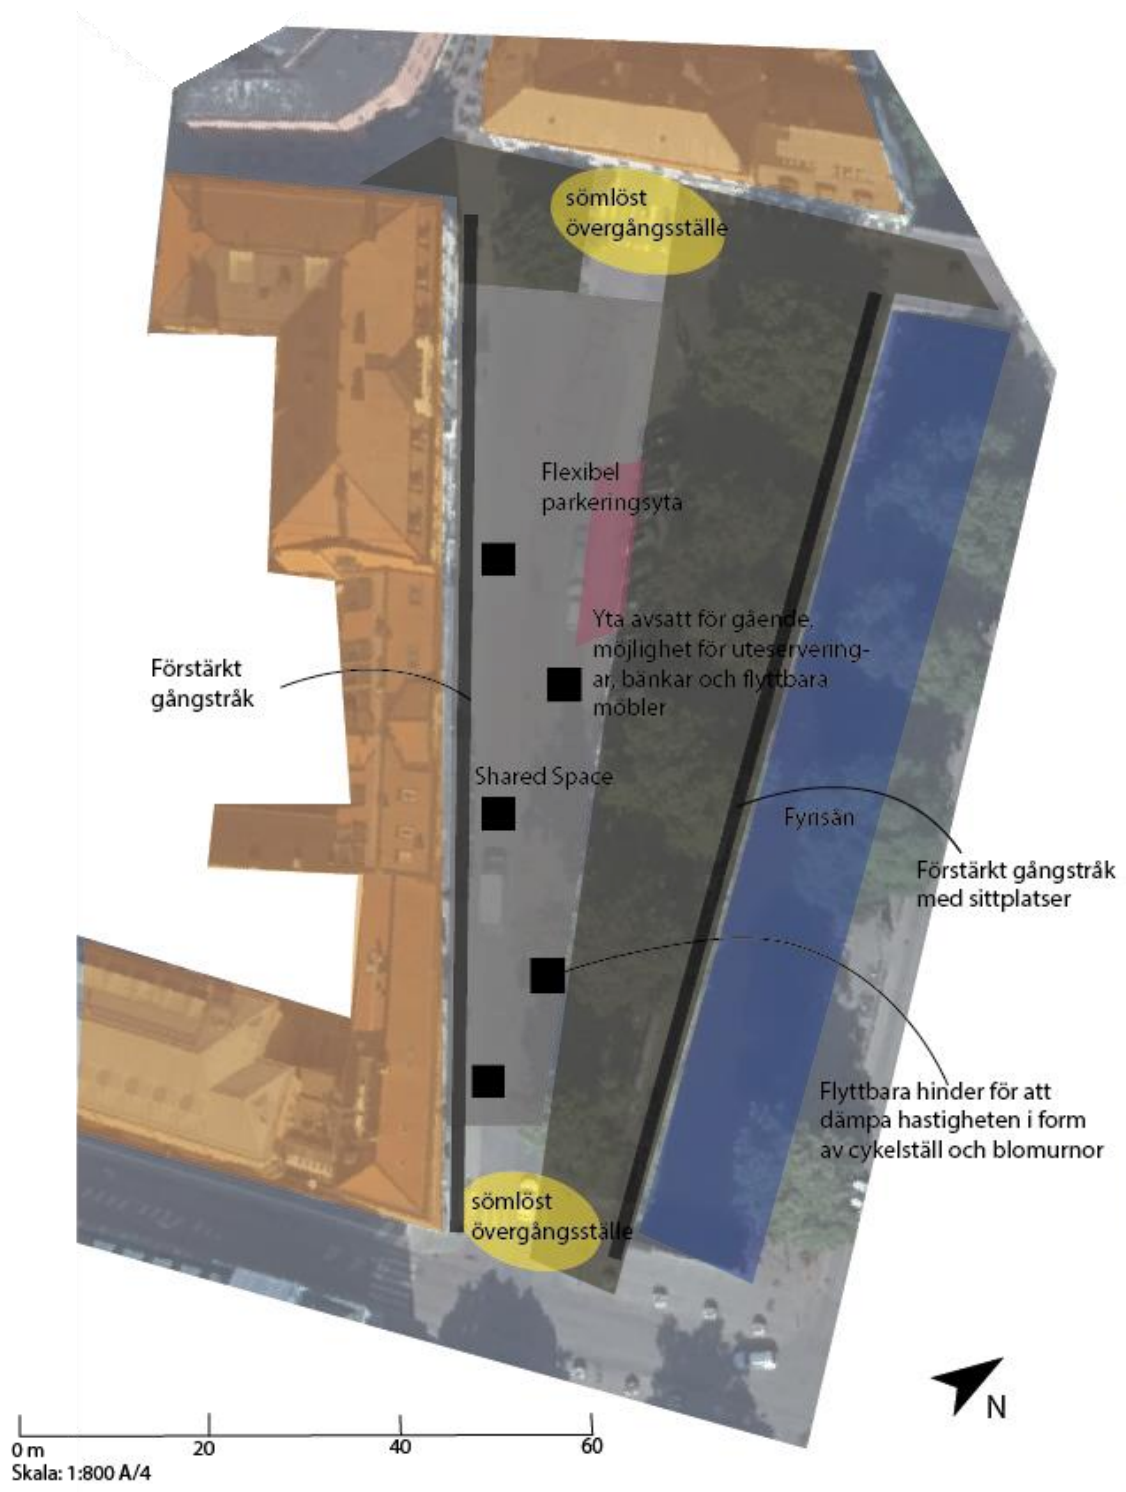 sömlöst
övergångsställe
Flexibel
parkeringsyta
Yta avsatt för gående,
möjlighet för uteservering-
ar, bänkar och flyttbara
möbler
Förstärkt
gångstråk
Shared Space
Fyrisån
Förstärkt gångstråk
med sittplatser
Flyttbara hinder för att
dämpa hastigheten i form
av cykelställ och blomurnor
sömlöst
övergångsställe
N
0 m 20 40 60
Skala: 1:800 A/4